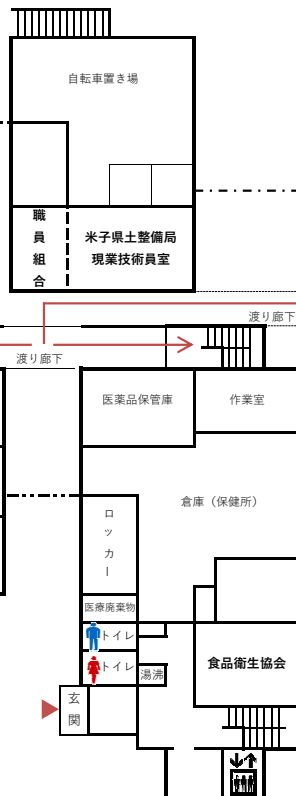 自転車置き場
職員組合
米子県土整備局
現業技術員室
渡り廊下
渡り廊下
医薬品保管庫
作業室
倉庫（保健所）
ロッカー
医療廃棄物
トイレ
トイレ
湯沸
食品衛生協会
玄関